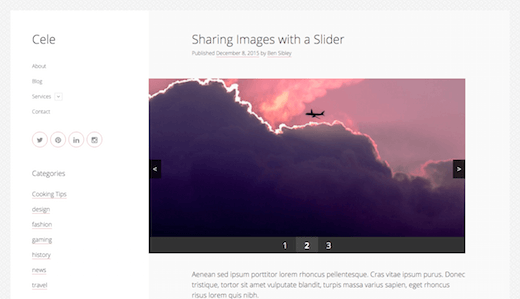 Cele
About
Blog
Services
Contact
Categories
Cooking Tips
design
fashion
gaming
history
news
travel
Sharing Images with a Slider
Published December 8, 2015 by Ben Sibley
< >
1 2 3
Aenean sed ipsum porttitor lorem rhoncus pellentesque. Cras vitae ipsum purus. Donec
tristique, tortor sit amet vulputate blandit, turpis massa varius sapien, eget rhoncus
risus lorem quis nibh.